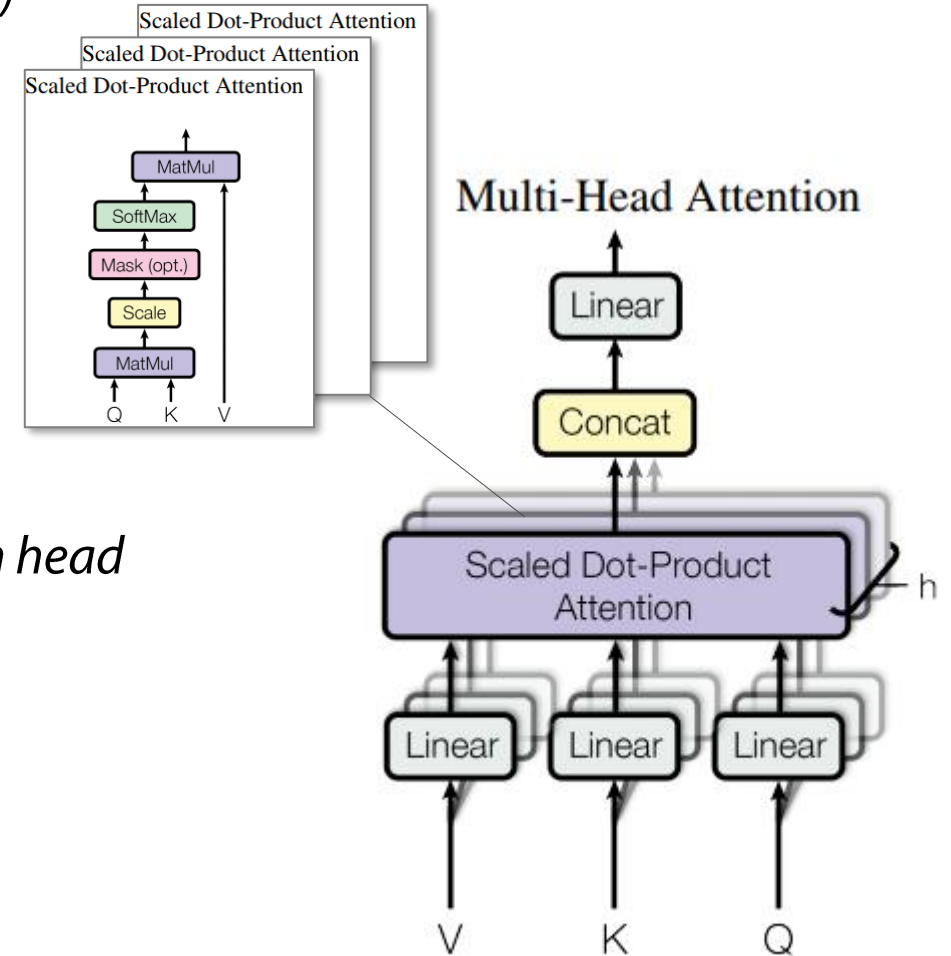 )
Scaled Dot-Product Attention
Scaled Dot-Product Attention
Scaled Dot-Product Attention
MatMul
SoftMax
Mask (opt.)
Scale
MatMul
Q K V
Multi-Head Attention
Linear
Concat
head
Scaled Dot-Product
Attention
h
Linear Linear Linear
V K Q